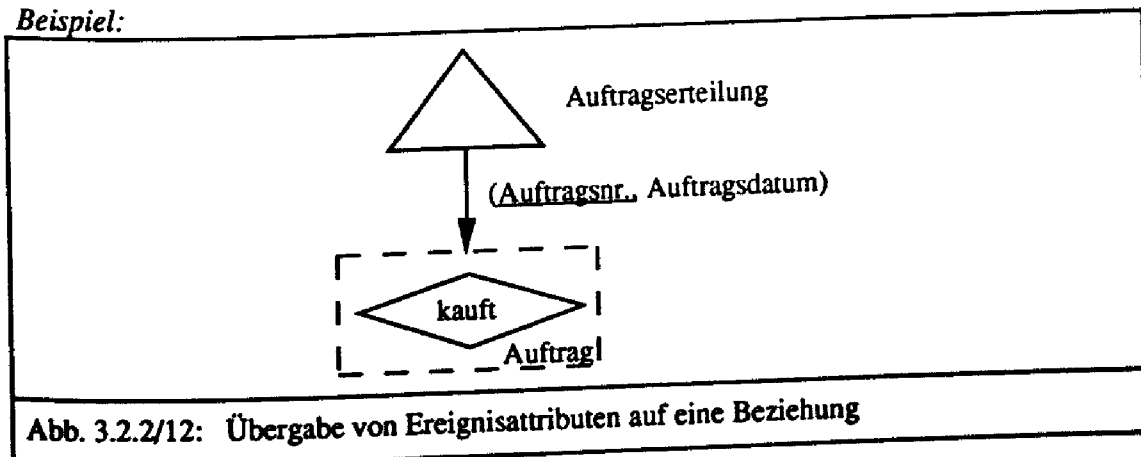 Beispiel:
Auftragserteilung
(Auftragsnr., Auftragsdatum)
kauft
Auftrag
Abb. 3.2.2/12: Übergabe von Ereignisattributen auf eine Beziehung